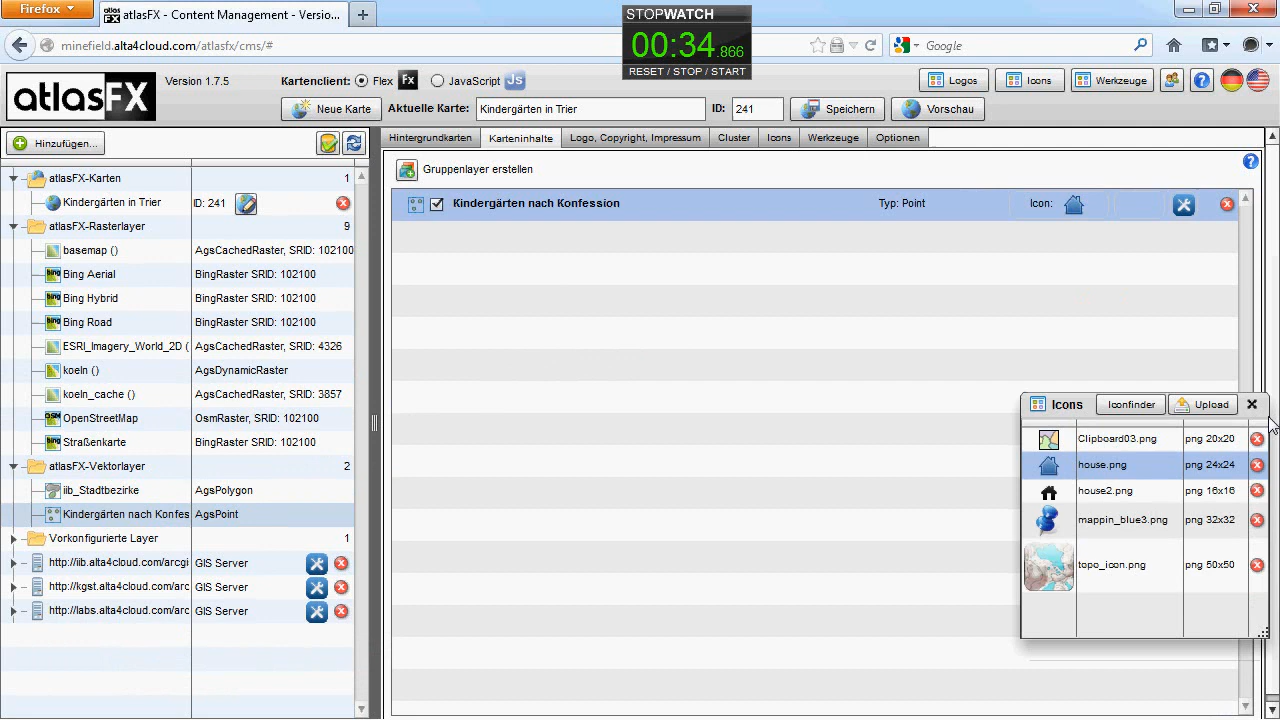 Firefox
atlasFX - Content Management - Versio...
STOPWATCH
00:34.866
RESET / STOP / START
minefield.alta4cloud.com/atlasfx/cms/#
Google
atlasFX
Version 1.7.5
Kartenclient:
Flex
Fx
JavaScript
Js
Logos
Icons
Werkzeuge
Neue Karte
Aktuelle Karte:
Kindergärten in Trier
ID:
241
Speichern
Vorschau
Hinzufügen...
Hintergrundkarten
Karteninhalte
Logo, Copyright, Impressum
Cluster
Icons
Werkzeuge
Optionen
Gruppenlayer erstellen
atlasFX-Karten 1
Kindergärten in Trier ID: 241
atlasFX-Rasterlayer 9
basemap () AgsCachedRaster, SRID: 102100
Bing Aerial BingRaster SRID: 102100
Bing Hybrid BingRaster SRID: 102100
Bing Road BingRaster SRID: 102100
ESRI_Imagery_World_2D ( AgsCachedRaster, SRID: 4326
koeln () AgsDynamicRaster
koeln_cache () AgsCachedRaster, SRID: 3857
OpenStreetMap OsmRaster, SRID: 102100
Straßenkarte BingRaster SRID: 102100
atlasFX-Vektorlayer 2
iib_Stadtbezirke AgsPolygon
Kindergärten nach Konfes AgsPoint
Vorkonfigurierte Layer 1
http://iib.alta4cloud.com/arcgi GIS Server
http://kgst.alta4cloud.com/arc GIS Server
http://labs.alta4cloud.com/arc GIS Server
Kindergärten nach Konfession Typ: Point Icon:
Icons
Iconfinder
Upload
Clipboard03.png png 20x20
house.png png 24x24
house2.png png 16x16
mappin_blue3.png png 32x32
topo_icon.png png 50x50